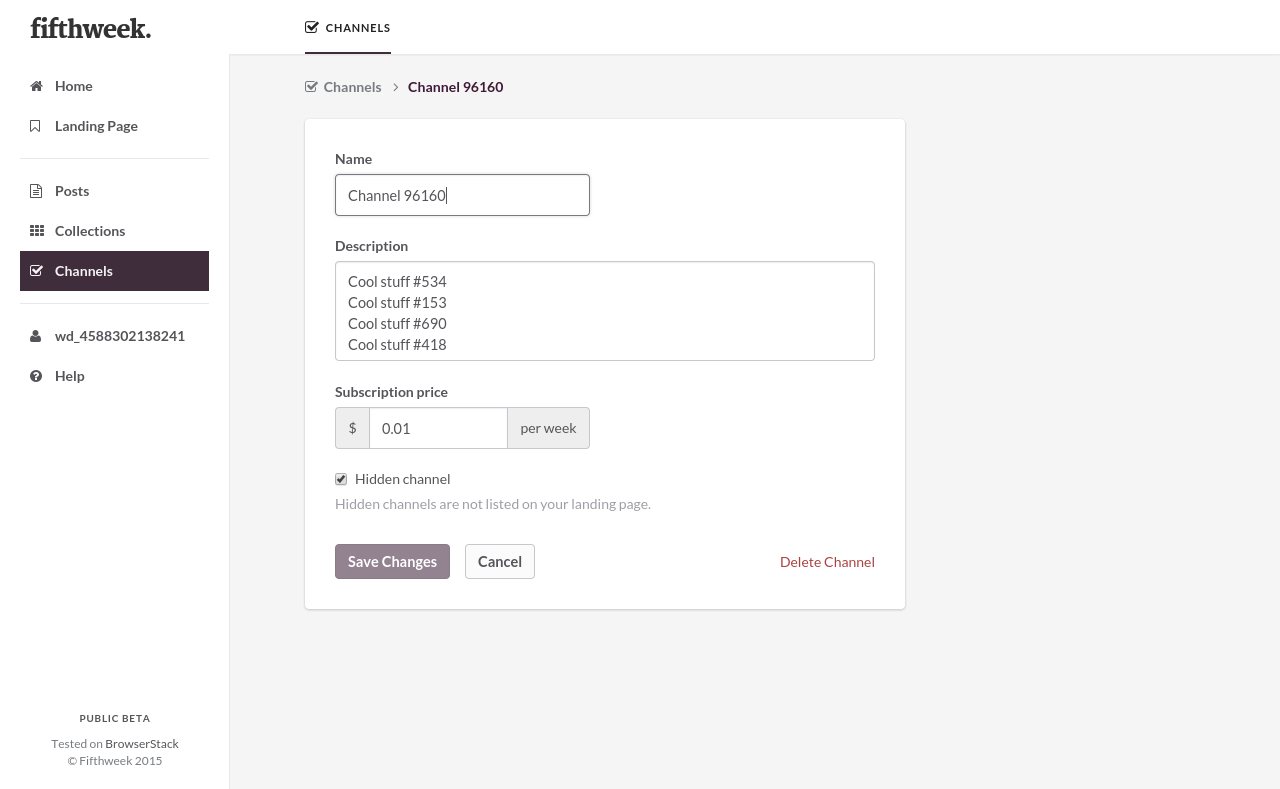 fifthweek.
CHANNELS
Home
Landing Page
Posts
Collections
Channels
wd_4588302138241
Help
PUBLIC BETA
Tested on BrowserStack
© Fifthweek 2015
Channels > Channel 96160
Name
Channel 96160
Description
Cool stuff #534
Cool stuff #153
Cool stuff #690
Cool stuff #418
Subscription price
$ 0.01 per week
Hidden channel
Hidden channels are not listed on your landing page.
Save Changes Cancel Delete Channel